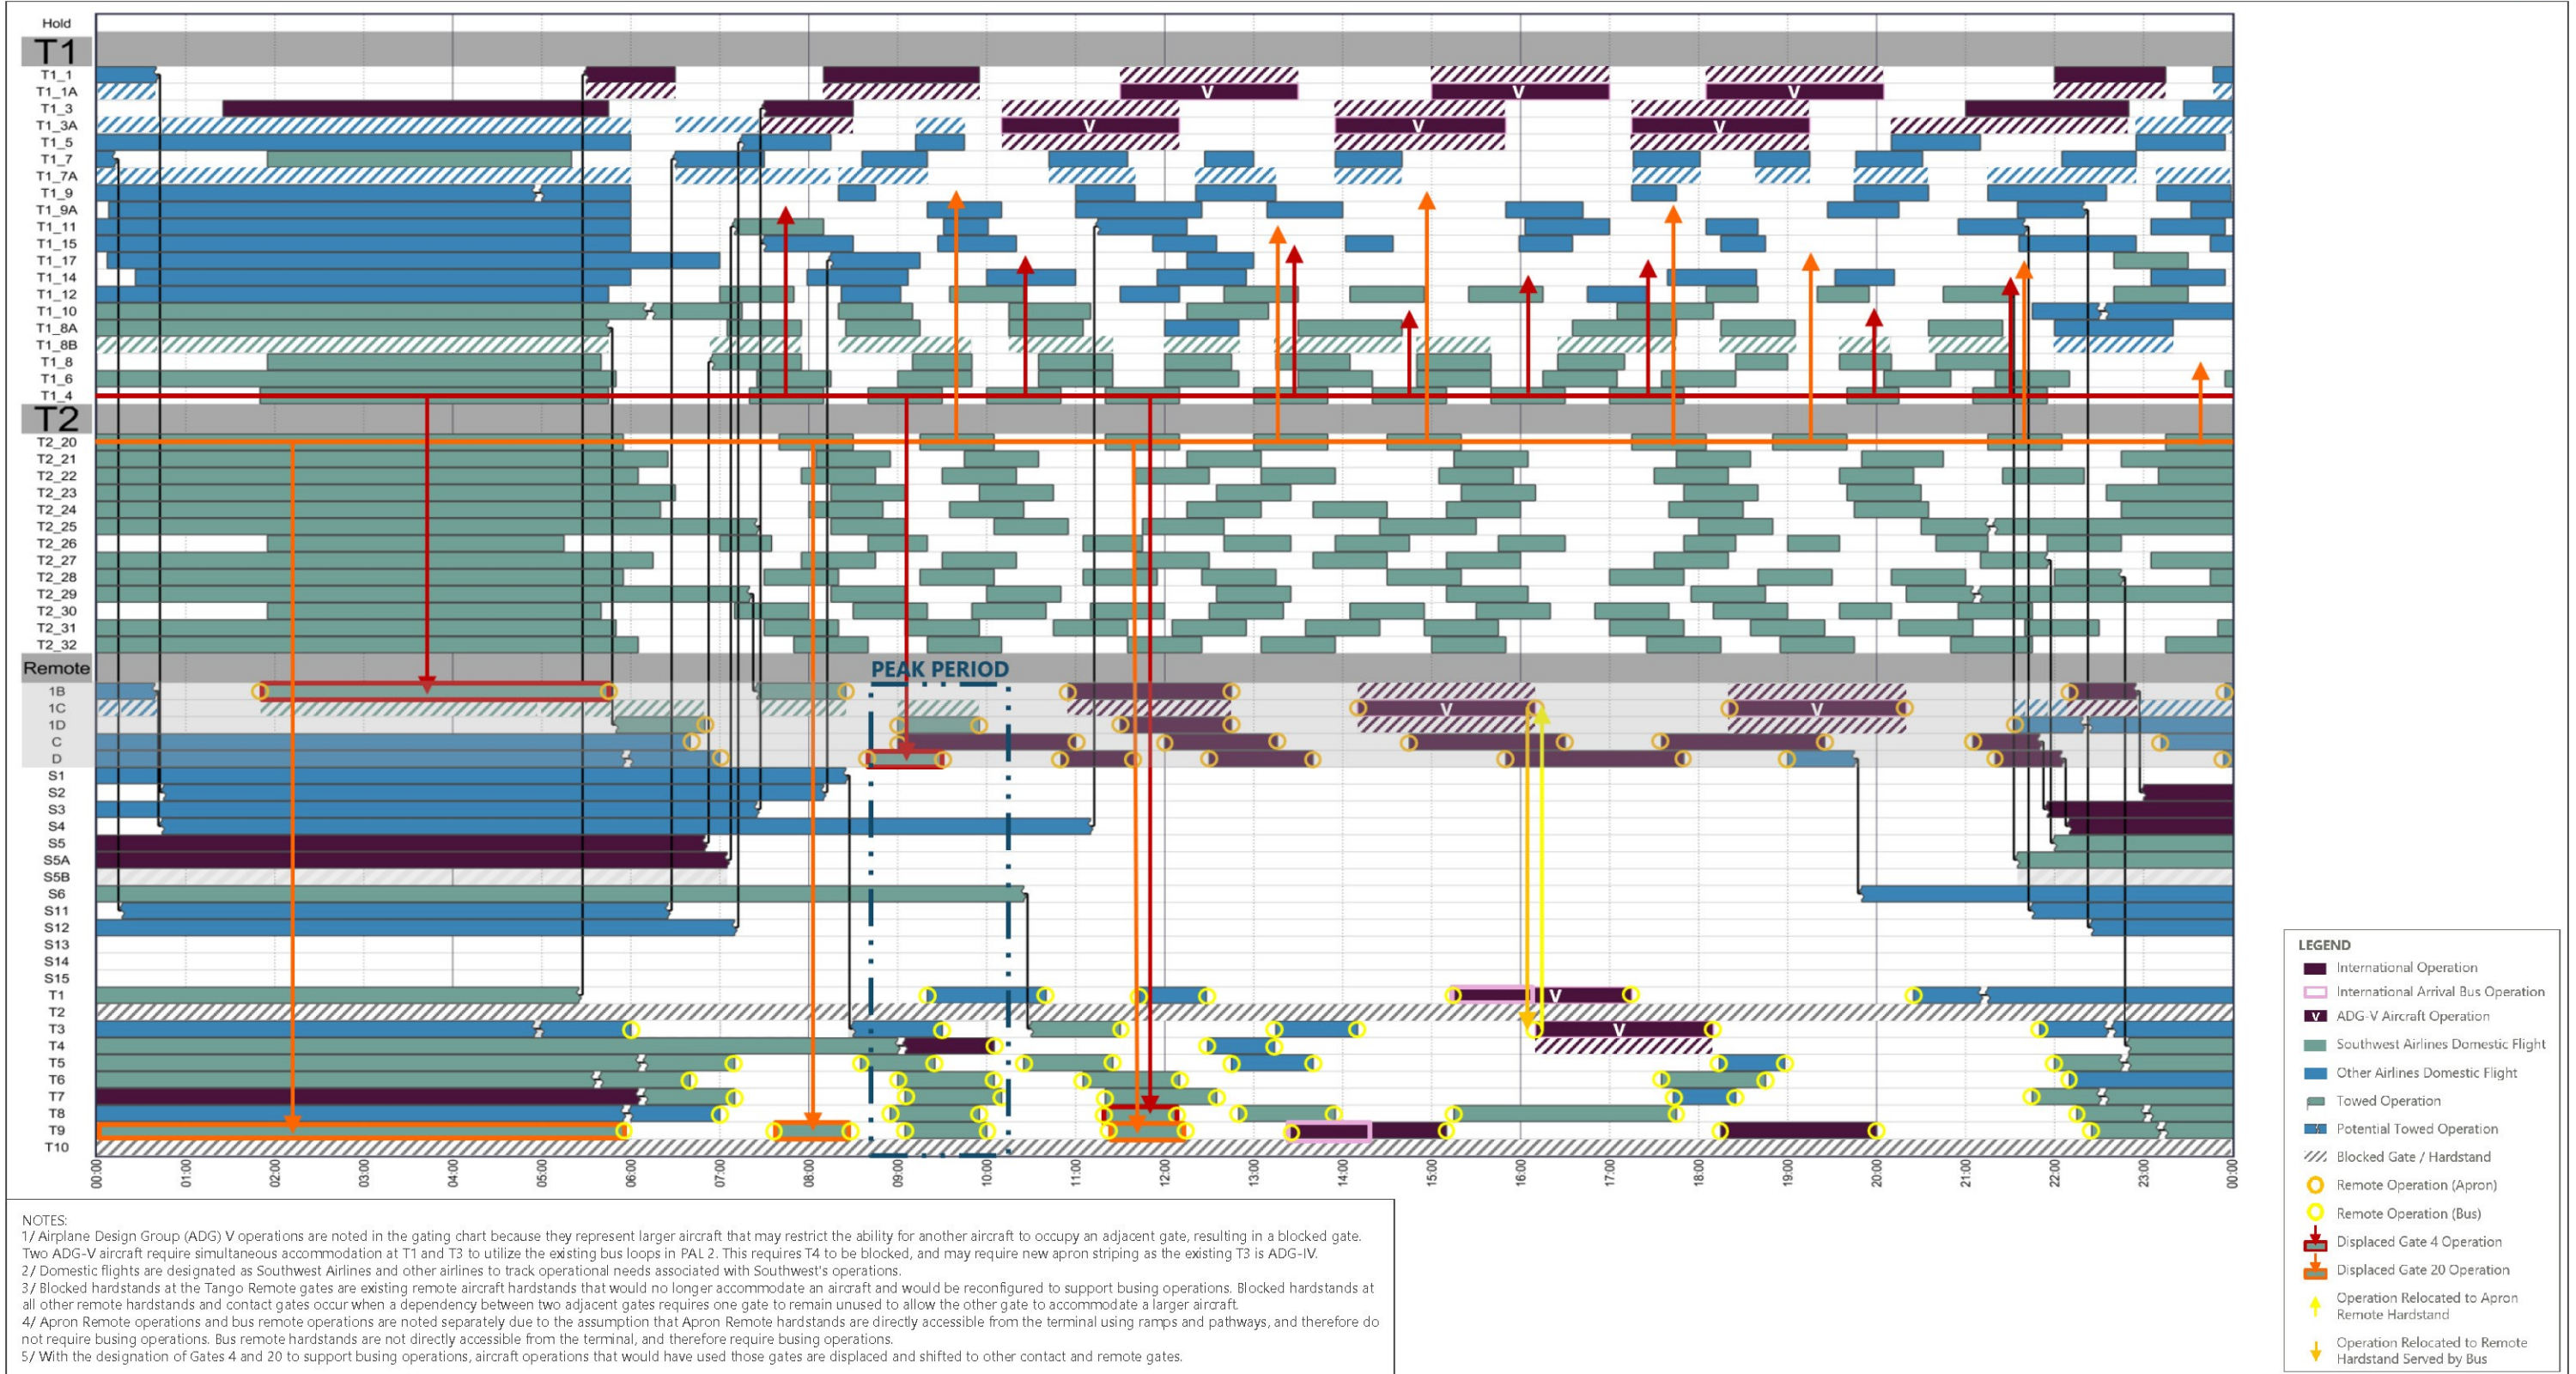 Hold
T1
T1_1
T1_1A
T1_3
T1_3A
T1_5
T1_7
T1_7A
T1_9
T1_9A
T1_11
T1_15
T1_17
T1_14
T1_12
T1_10
T1_8A
T1_8B
T1_8
T1_6
T1_4
V V V
V V V
T2
T2_20
T2_21
T2_22
T2_23
T2_24
T2_25
T2_26
T2_27
T2_28
T2_29
T2_30
T2_31
T2_32
Remote
PEAK PERIOD
1B
1C
V V
1D
C
D
S1
S2
S3
S4
S5
S5A
S5B
S6
S11
S12
S13
S14
S15
T1
V
T2
T3
V
T4
T5
T6
T7
T8
T9
T10
00:00 01:00 02:00 03:00 04:00 05:00 06:00 07:00 08:00 09:00 10:00 11:00 12:00 13:00 14:00 15:00 16:00 17:00 18:00 19:00 20:00 21:00 22:00 23:00 00:00
LEGEND
International Operation
International Arrival Bus Operation
V ADG-V Aircraft Operation
Southwest Airlines Domestic Flight
Other Airlines Domestic Flight
Towed Operation
Potential Towed Operation
Blocked Gate / Hardstand
Remote Operation (Apron)
Remote Operation (Bus)
Displaced Gate 4 Operation
Displaced Gate 20 Operation
Operation Relocated to Apron
Remote Hardstand
Operation Relocated to Remote
Hardstand Served by Bus
NOTES:
1/ Airplane Design Group (ADG) V operations are noted in the gating chart because they represent larger aircraft that may restrict the ability for another aircraft to occupy an adjacent gate, resulting in a blocked gate.
Two ADG-V aircraft require simultaneous accommodation at T1 and T3 to utilize the existing bus loops in PAL 2. This requires T4 to be blocked, and may require new apron striping as the existing T3 is ADG-IV.
2/ Domestic flights are designated as Southwest Airlines and other airlines to track operational needs associated with Southwest's operations.
3/ Blocked hardstands at the Tango Remote gates are existing remote aircraft hardstands that would no longer accommodate an aircraft and would be reconfigured to support busing operations. Blocked hardstands at
all other remote hardstands and contact gates occur when a dependency between two adjacent gates requires one gate to remain unused to allow the other gate to accommodate a larger aircraft.
4/ Apron Remote operations and bus remote operations are noted separately due to the assumption that Apron Remote hardstands are directly accessible from the terminal using ramps and pathways, and therefore do
not require busing operations. Bus remote hardstands are not directly accessible from the terminal, and therefore require busing operations.
5/ With the designation of Gates 4 and 20 to support busing operations, aircraft operations that would have used those gates are displaced and shifted to other contact and remote gates.